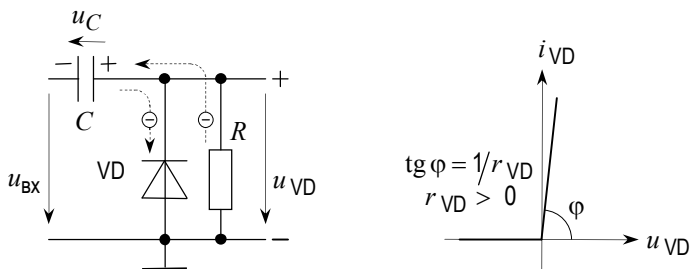 u_C
− +
+
C
R
VD
u_вх
u_VD
−
i_VD
tg φ = 1/r_VD
r_VD > 0
φ
u_VD